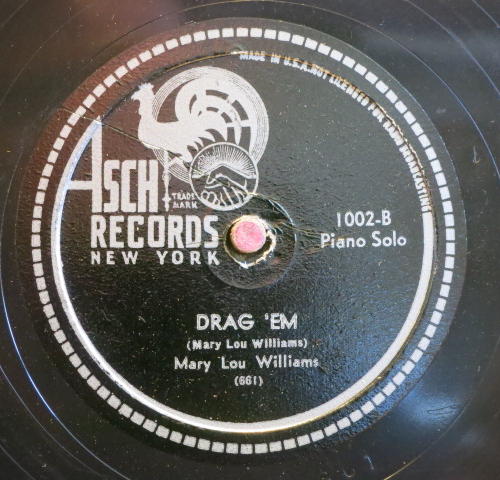 MADE IN U.S.A. NOT LICENSED FOR RADIO BROADCASTING
ASCH
TRADE MARK
RECORDS
NEW YORK
1002-B
Piano Solo
DRAG 'EM
(Mary Lou Williams)
Mary Lou Williams
(661)